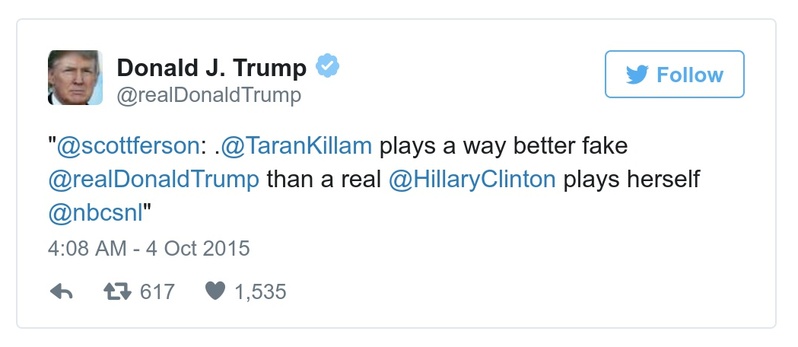 Donald J. Trump
@realDonaldTrump
Follow
"@scottferson: .@TaranKillam plays a way better fake
@realDonaldTrump than a real @HillaryClinton plays herself
@nbcsnl"
4:08 AM - 4 Oct 2015
617 1,535